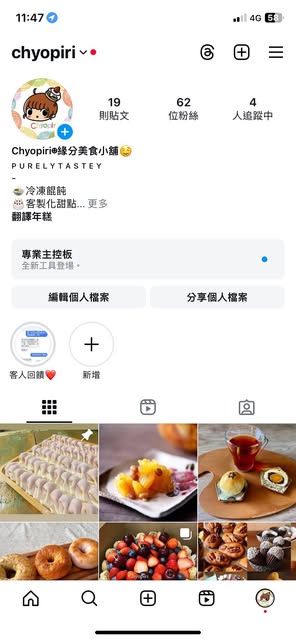 11:47
4G
53
chyopiri
19
62
4
則貼文
位粉絲
人追蹤中
Chyopiri®緣分美食小舖😌
PURELYTASTEY
-
🍲冷凍餛飩
🎂客製化甜點... 更多
翻譯年糕
專業主控板
全新工具登場。
編輯個人檔案
分享個人檔案
客人回饋❤️
新增